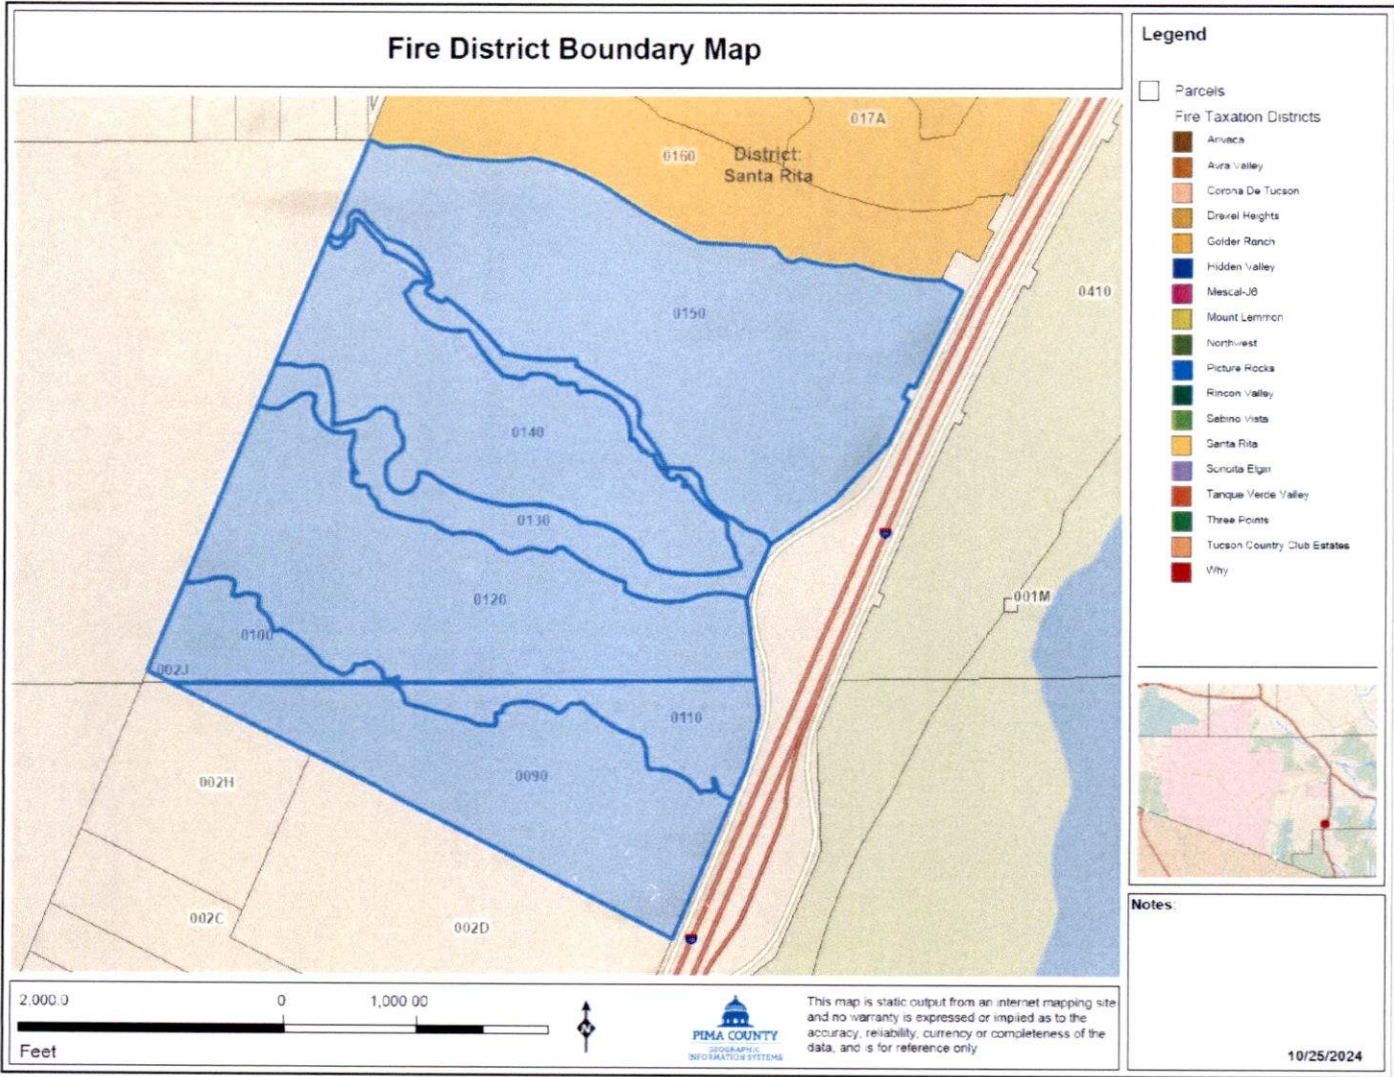 Fire District Boundary Map
017A
0160
District:
Santa Rita
0410
0150
0140
0130
0120
001M
0100
002J
0110
0090
002H
002C
002D
Legend
Parcels
Fire Taxation Districts
Arivaca
Avra Valley
Corona De Tucson
Drexel Heights
Golder Ranch
Hidden Valley
Mescal-J6
Mount Lemmon
Northwest
Picture Rocks
Rincon Valley
Sabino Vista
Santa Rita
Sonoita Elgin
Tanque Verde Valley
Three Points
Tucson Country Club Estates
Why
Notes:
2,000.0 0 1,000.00
Feet
N
PIMA COUNTY
GEOGRAPHIC
INFORMATION SYSTEMS
This map is static output from an internet mapping site
and no warranty is expressed or implied as to the
accuracy, reliability, currency or completeness of the
data, and is for reference only
10/25/2024